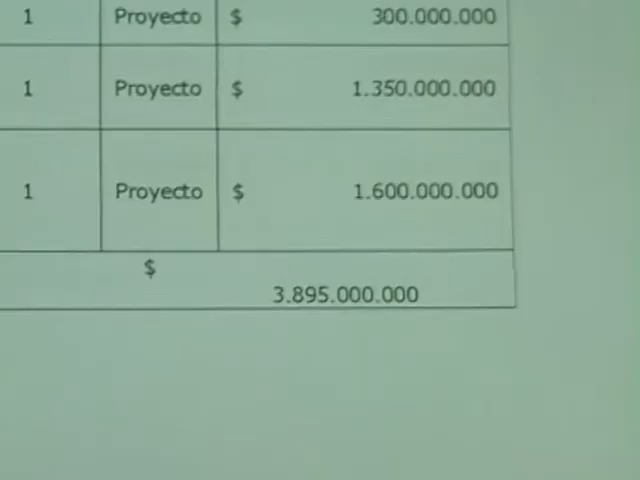 1 Proyecto $ 300.000.000
1 Proyecto $ 1.350.000.000
1 Proyecto $ 1.600.000.000
$
3.895.000.000